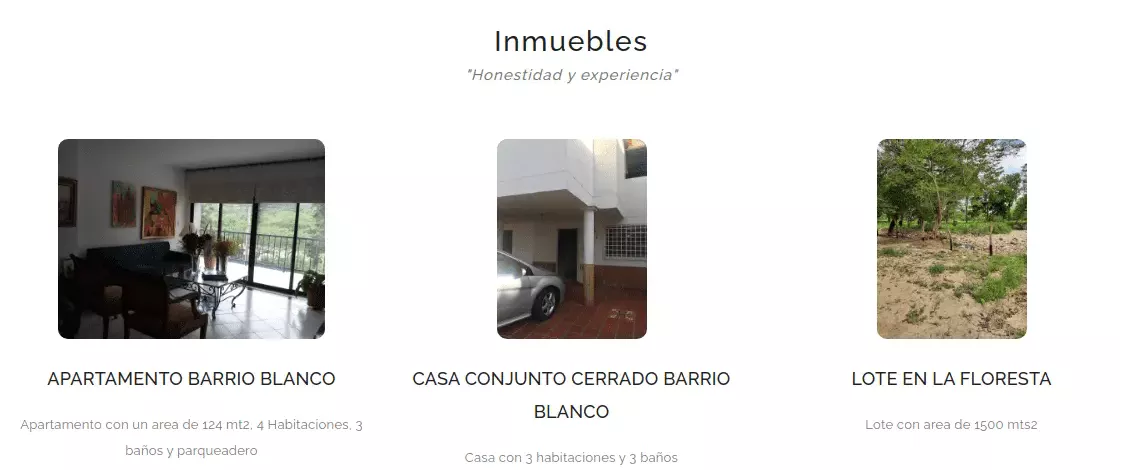 Inmuebles
"Honestidad y experiencia"
APARTAMENTO BARRIO BLANCO
Apartamento con un area de 124 mt2, 4 Habitaciones, 3
baños y parqueadero
CASA CONJUNTO CERRADO BARRIO
BLANCO
Casa con 3 habitaciones y 3 baños
LOTE EN LA FLORESTA
Lote con area de 1500 mts2